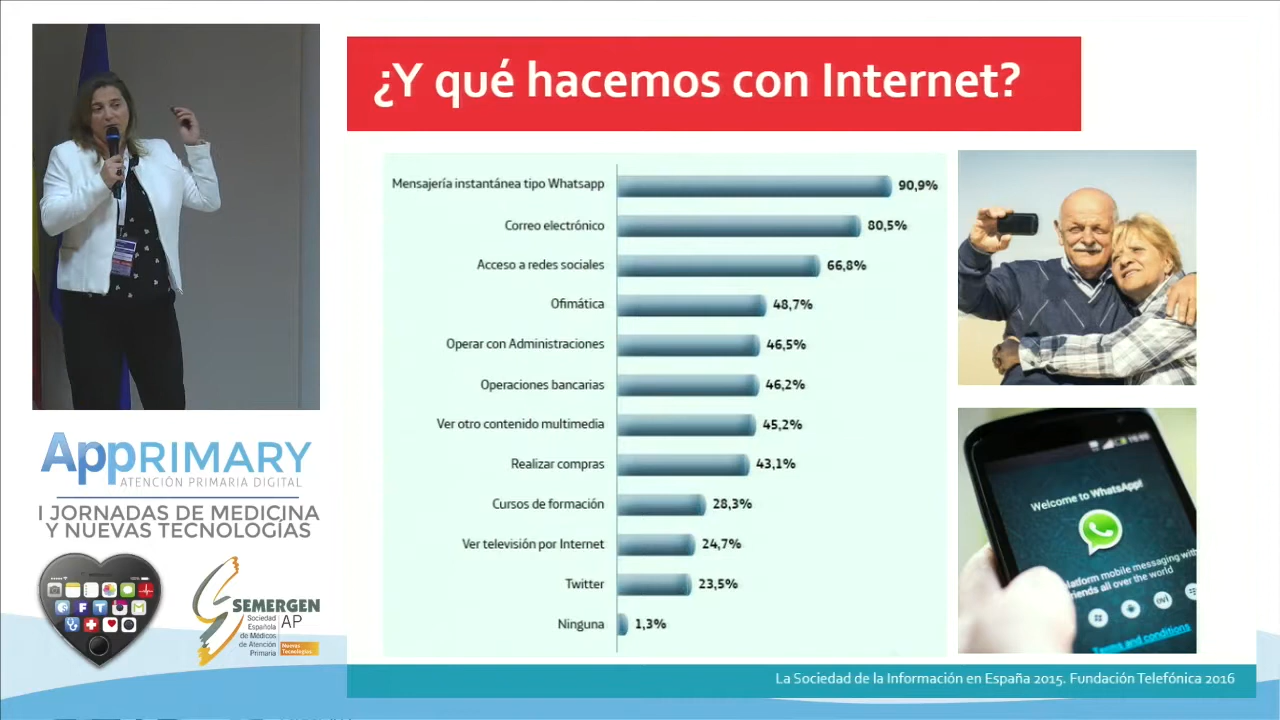 ¿Y qué hacemos con Internet?
Mensajería instantánea tipo Whatsapp 90,9%
Correo electrónico 80,5%
Acceso a redes sociales 66,8%
Ofimática 48,7%
Operar con Administraciones 46,5%
Operaciones bancarias 46,2%
Ver otro contenido multimedia 45,2%
Realizar compras 43,1%
Cursos de formación 28,3%
Ver televisión por Internet 24,7%
Twitter 23,5%
Ninguna 1,3%
Welcome to WhatsApp!
platform mobile messaging with
friends all over the world
Terms and conditions
La Sociedad de la Información en España 2015. Fundación Telefónica 2016
APPRIMARY
ATENCIÓN PRIMARIA DIGITAL
I JORNADAS DE MEDICINA
Y NUEVAS TECNOLOGÍAS
SEMERGEN
AP
Sociedad
Española
de Médicos
de Atención
Primaria
Nuevas
Tecnologías